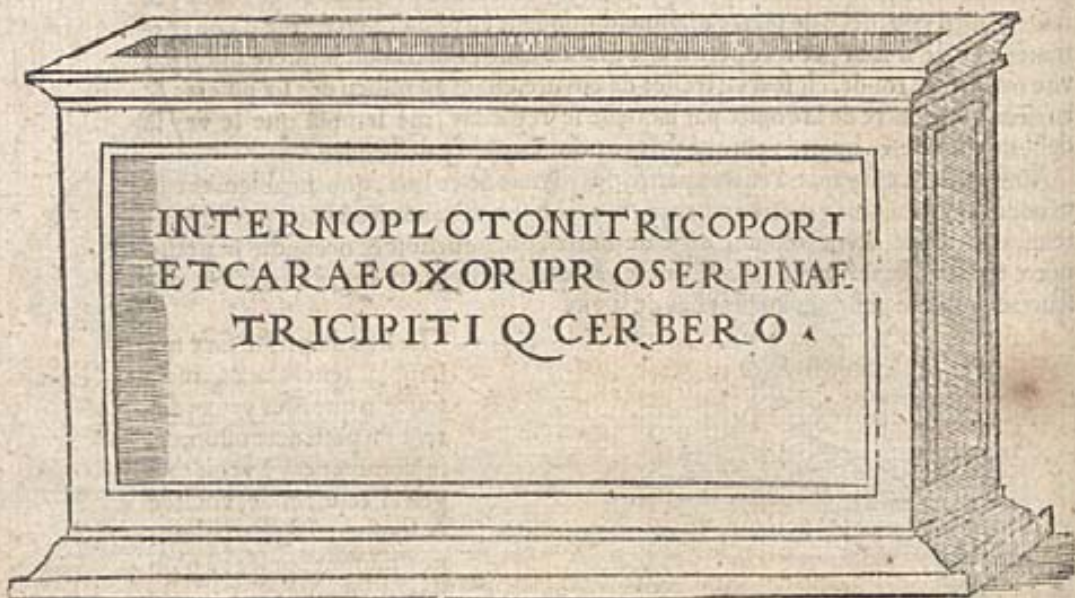 INTERNOPLOTONITRICOPORI
ETCARAEOXORIPROSERPINAE
TRICIPITI Q CERBERO.